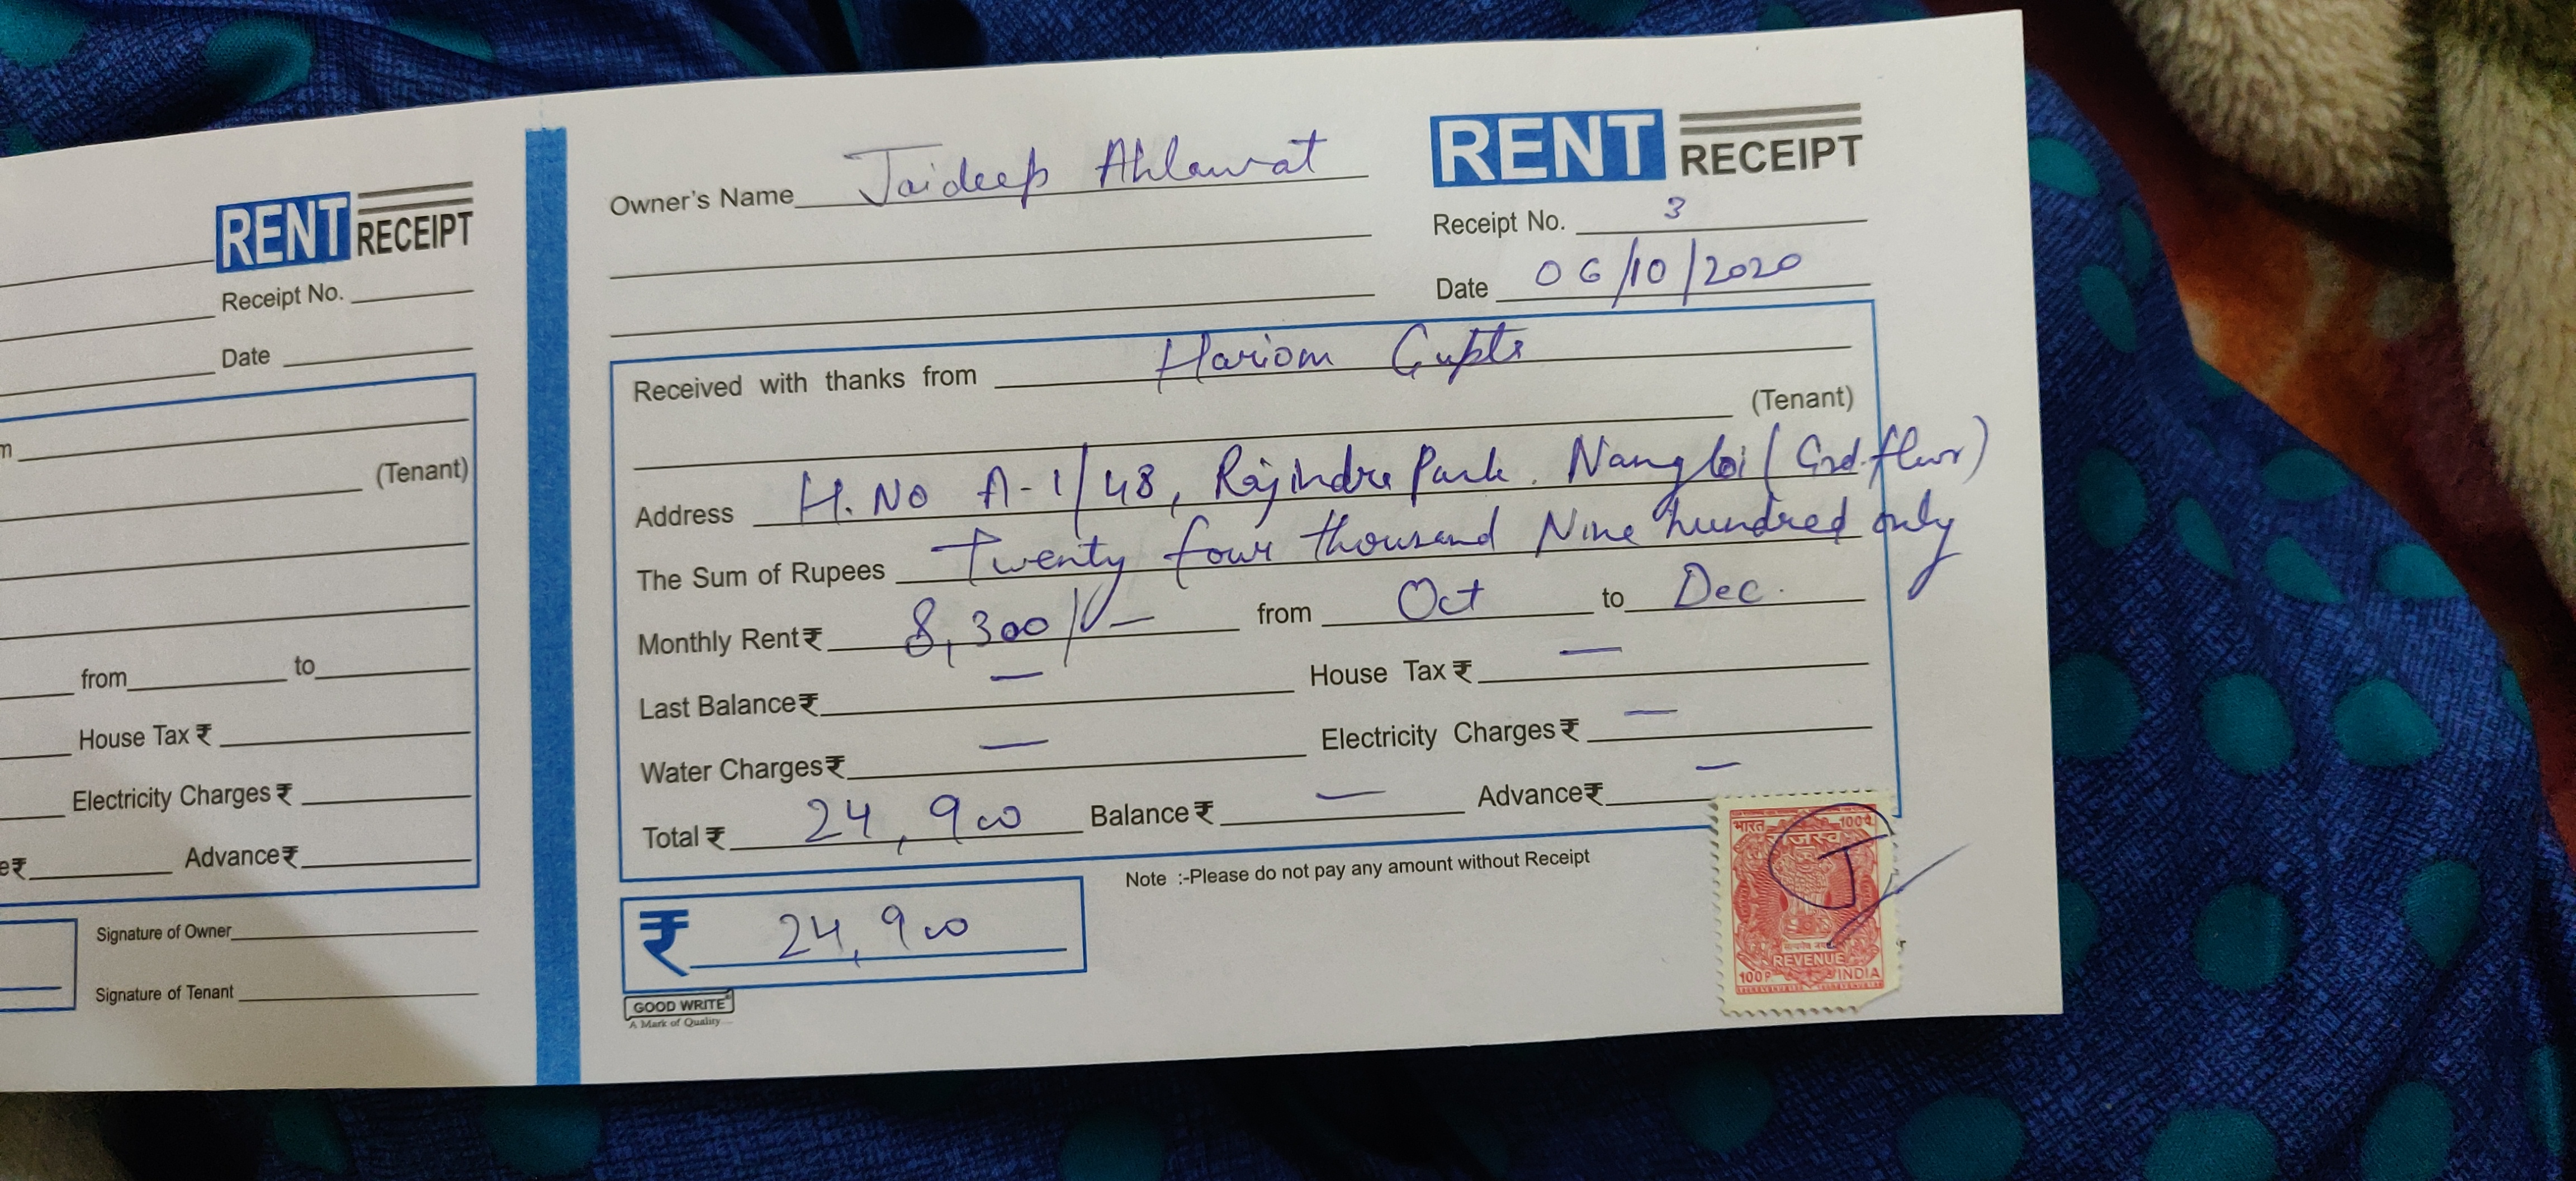 RENT RECEIPT
Receipt No.
Date
(Tenant)
from to
House Tax ₹
Electricity Charges ₹
Advance₹
Signature of Owner
Signature of Tenant
RENT RECEIPT
Owner's Name Jaideep Ahlawat
Receipt No. 3
Date 06/10/2020
Received with thanks from Hariom Gupta
(Tenant)
Address H. No A-1/48, Rajindra Park, Nangloi (Grd. floor)
The Sum of Rupees Twenty four thousand Nine hundred only
Monthly Rent₹ 8,300/- from Oct to Dec.
Last Balance₹ — House Tax ₹ —
Water Charges₹ — Electricity Charges₹ —
Total ₹ 24,900 Balance₹ — Advance₹ —
₹ 24,900
Note :-Please do not pay any amount without Receipt
GOOD WRITE
A Mark of Quality
भारत
100P REVENUE INDIA